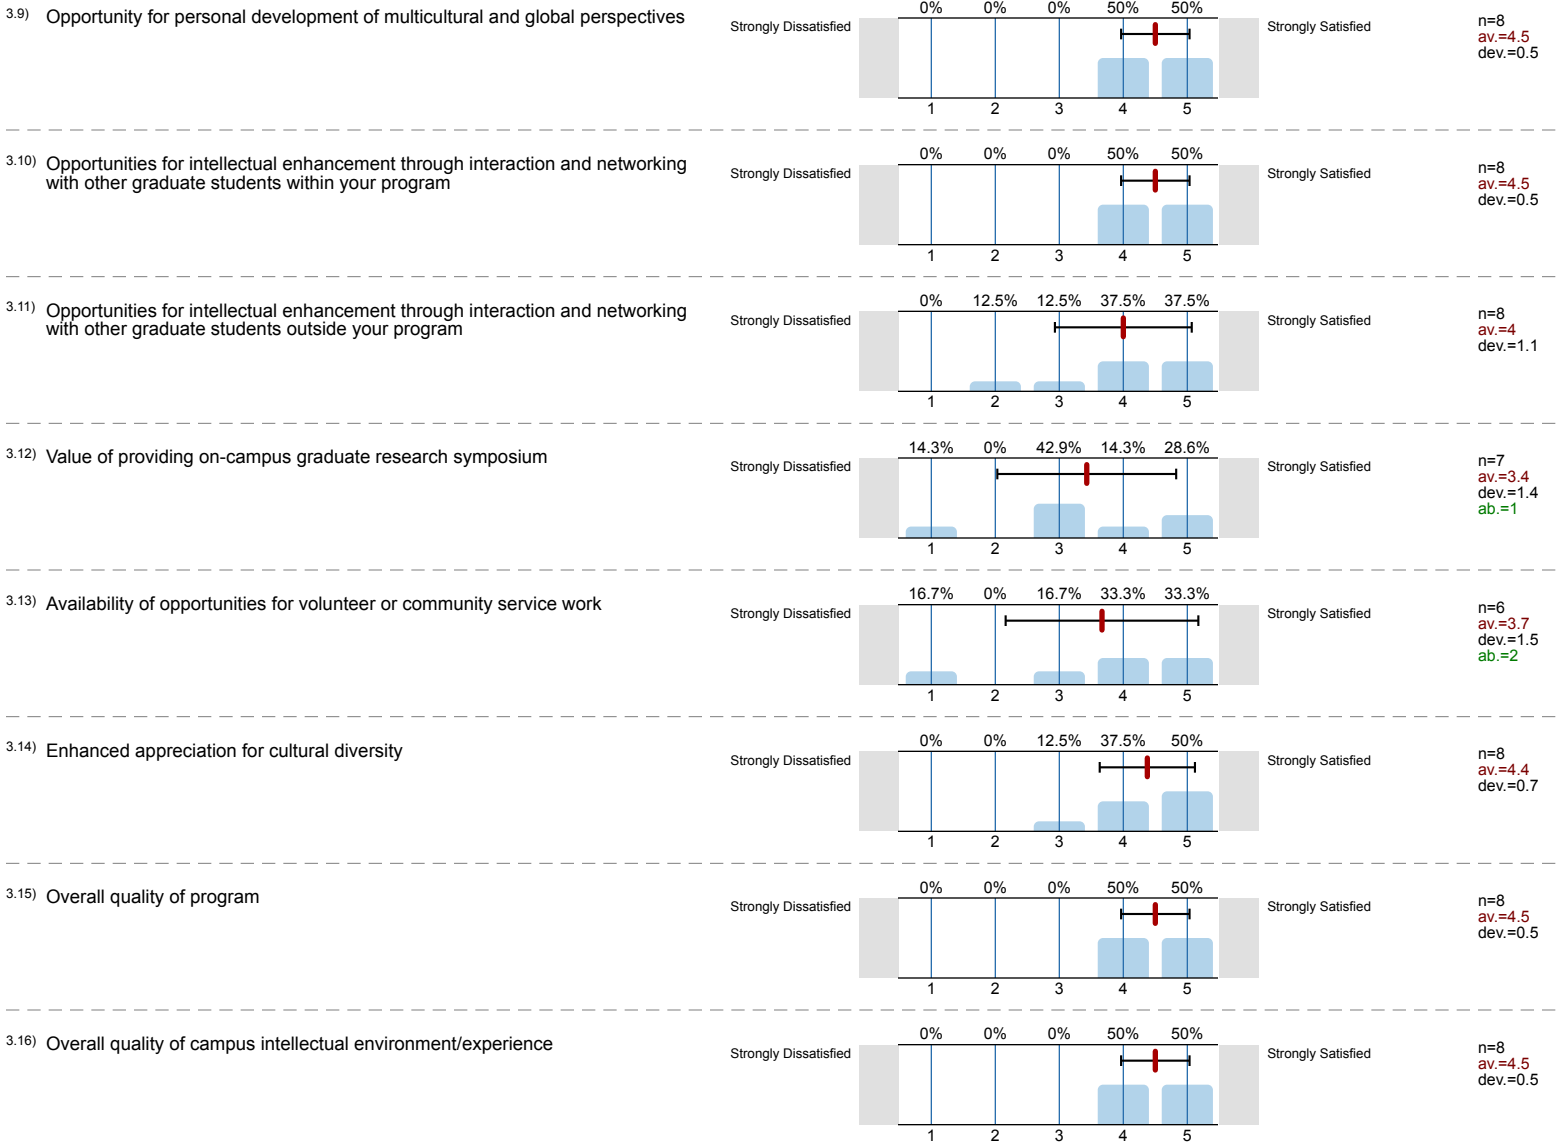 3.9) Opportunity for personal development of multicultural and global perspectives
0% 0% 0% 50% 50%
Strongly Dissatisfied Strongly Satisfied
n=8
av.=4.5
dev.=0.5
1 2 3 4 5
3.10) Opportunities for intellectual enhancement through interaction and networking
with other graduate students within your program
0% 0% 0% 50% 50%
Strongly Dissatisfied Strongly Satisfied
n=8
av.=4.5
dev.=0.5
1 2 3 4 5
3.11) Opportunities for intellectual enhancement through interaction and networking
with other graduate students outside your program
0% 12.5% 12.5% 37.5% 37.5%
Strongly Dissatisfied Strongly Satisfied
n=8
av.=4
dev.=1.1
1 2 3 4 5
3.12) Value of providing on-campus graduate research symposium
14.3% 0% 42.9% 14.3% 28.6%
Strongly Dissatisfied Strongly Satisfied
n=7
av.=3.4
dev.=1.4
ab.=1
1 2 3 4 5
3.13) Availability of opportunities for volunteer or community service work
16.7% 0% 16.7% 33.3% 33.3%
Strongly Dissatisfied Strongly Satisfied
n=6
av.=3.7
dev.=1.5
ab.=2
1 2 3 4 5
3.14) Enhanced appreciation for cultural diversity
0% 0% 12.5% 37.5% 50%
Strongly Dissatisfied Strongly Satisfied
n=8
av.=4.4
dev.=0.7
1 2 3 4 5
3.15) Overall quality of program
0% 0% 0% 50% 50%
Strongly Dissatisfied Strongly Satisfied
n=8
av.=4.5
dev.=0.5
1 2 3 4 5
3.16) Overall quality of campus intellectual environment/experience
0% 0% 0% 50% 50%
Strongly Dissatisfied Strongly Satisfied
n=8
av.=4.5
dev.=0.5
1 2 3 4 5